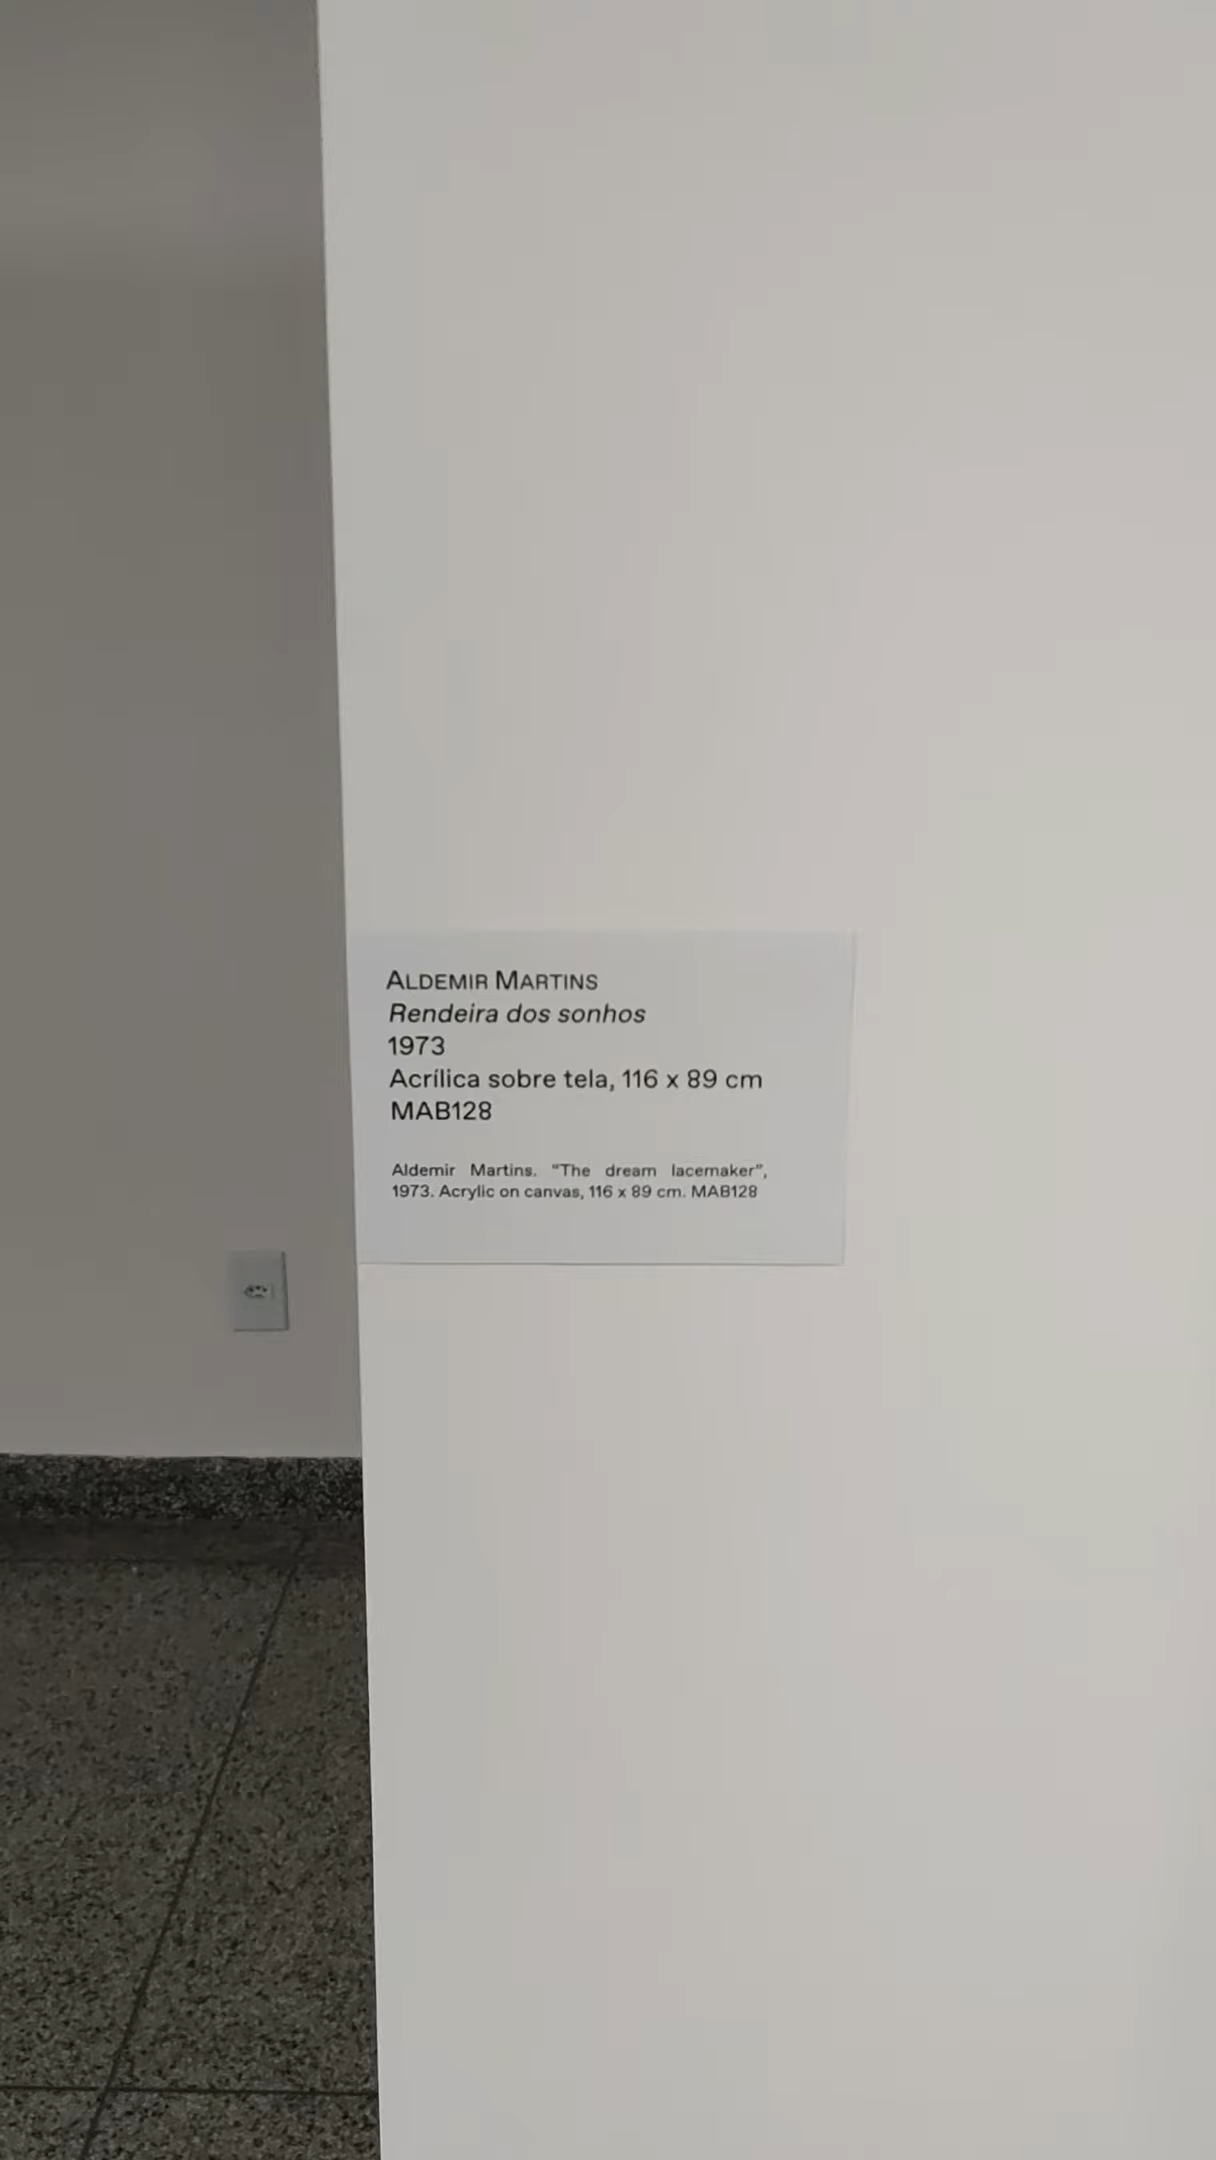 ALDEMIR MARTINS
Rendeira dos sonhos
1973
Acrílica sobre tela, 116 x 89 cm
MAB128
Aldemir Martins. “The dream lacemaker”,
1973. Acrylic on canvas, 116 x 89 cm. MAB128